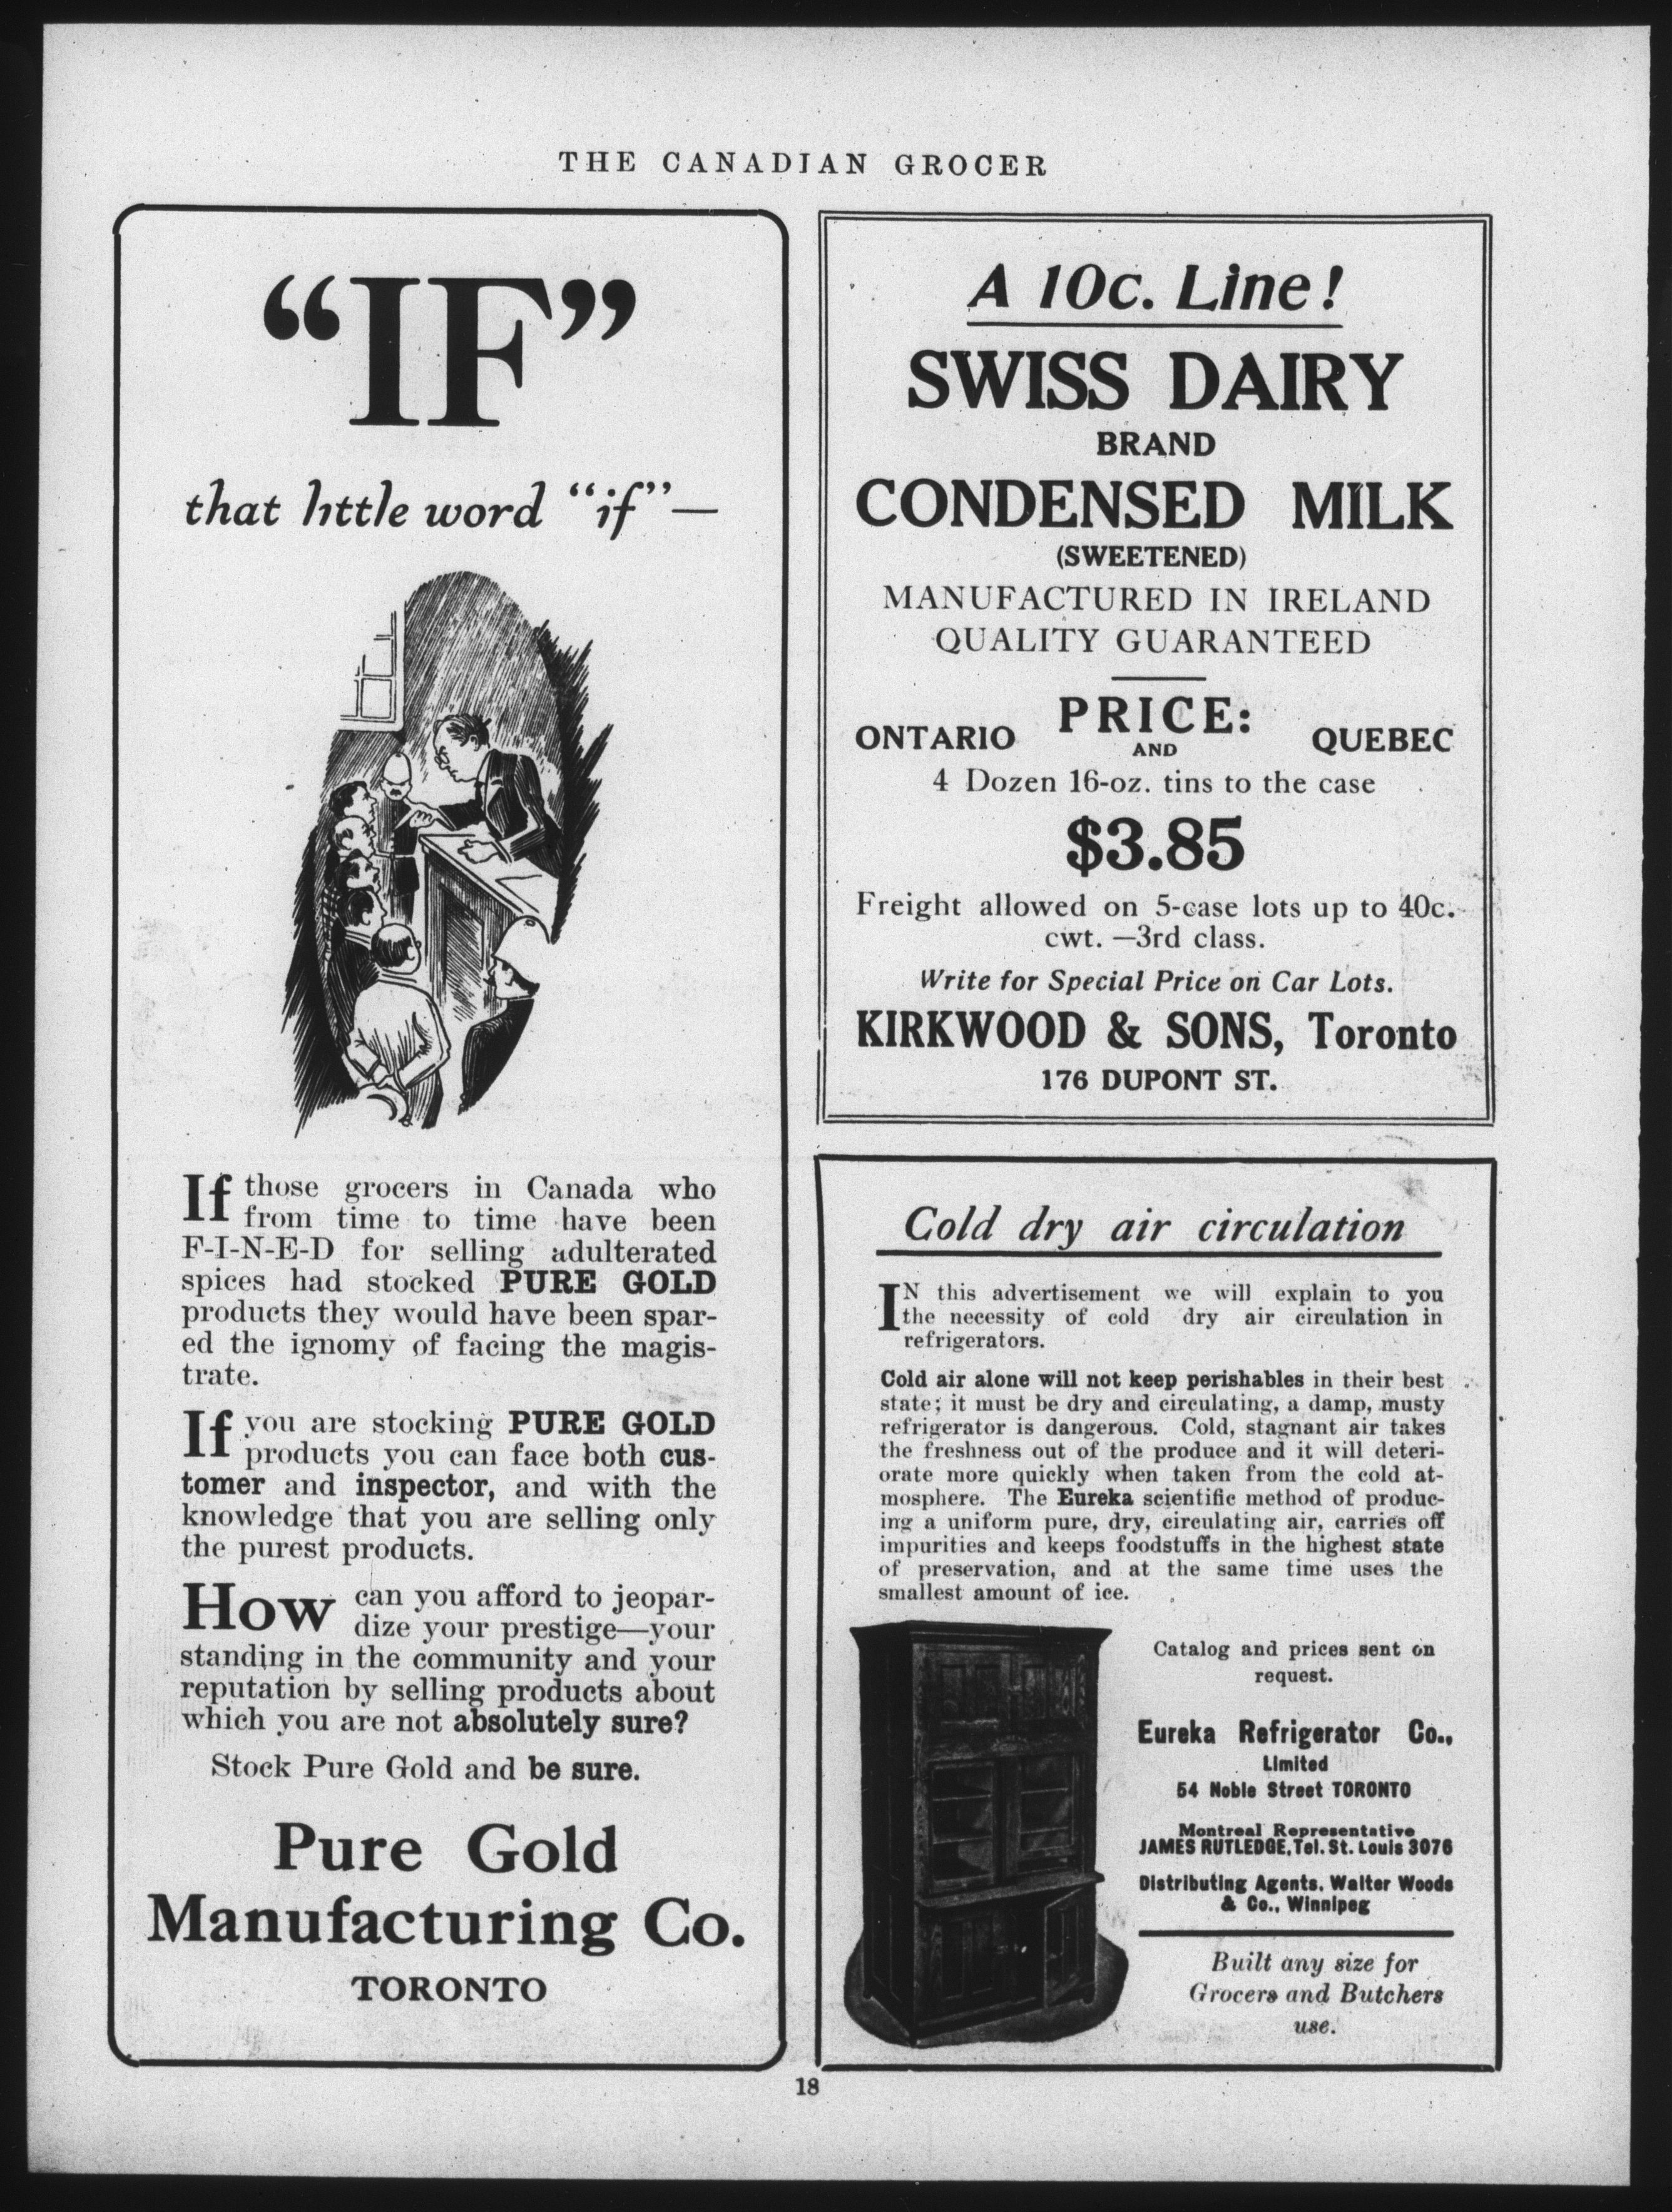 THE CANADIAN GROCER
“IF”
that little word “if”—
If those grocers in Canada who
from time to time have been
F-I-N-E-D for selling adulterated
spices had stocked PURE GOLD
products they would have been spar-
ed the ignomy of facing the magis-
trate.
If you are stocking PURE GOLD
products you can face both cus-
tomer and inspector, and with the
knowledge that you are selling only
the purest products.
How can you afford to jeopar-
dize your prestige—your
standing in the community and your
reputation by selling products about
which you are not absolutely sure?
Stock Pure Gold and be sure.
Pure Gold
Manufacturing Co.
TORONTO
A 10c. Line!
SWISS DAIRY
BRAND
CONDENSED MILK
(SWEETENED)
MANUFACTURED IN IRELAND
QUALITY GUARANTEED
PRICE:
ONTARIO AND QUEBEC
4 Dozen 16-oz. tins to the case
$3.85
Freight allowed on 5-case lots up to 40c.
cwt. —3rd class.
Write for Special Price on Car Lots.
KIRKWOOD & SONS, Toronto
176 DUPONT ST.
Cold dry air circulation
IN this advertisement we will explain to you
the necessity of cold dry air circulation in
refrigerators.
Cold air alone will not keep perishables in their best
state; it must be dry and circulating, a damp, musty
refrigerator is dangerous. Cold, stagnant air takes
the freshness out of the produce and it will deteri-
orate more quickly when taken from the cold at-
mosphere. The Eureka scientific method of produc-
ing a uniform pure, dry, circulating air, carries off
impurities and keeps foodstuffs in the highest state
of preservation, and at the same time uses the
smallest amount of ice.
Catalog and prices sent on
request.
Eureka Refrigerator Co.,
Limited
54 Noble Street TORONTO
Montreal Representative
JAMES RUTLEDGE, Tel. St. Louis 3076
Distributing Agents. Walter Woods
& Co., Winnipeg
Built any size for
Grocers and Butchers
use.
18